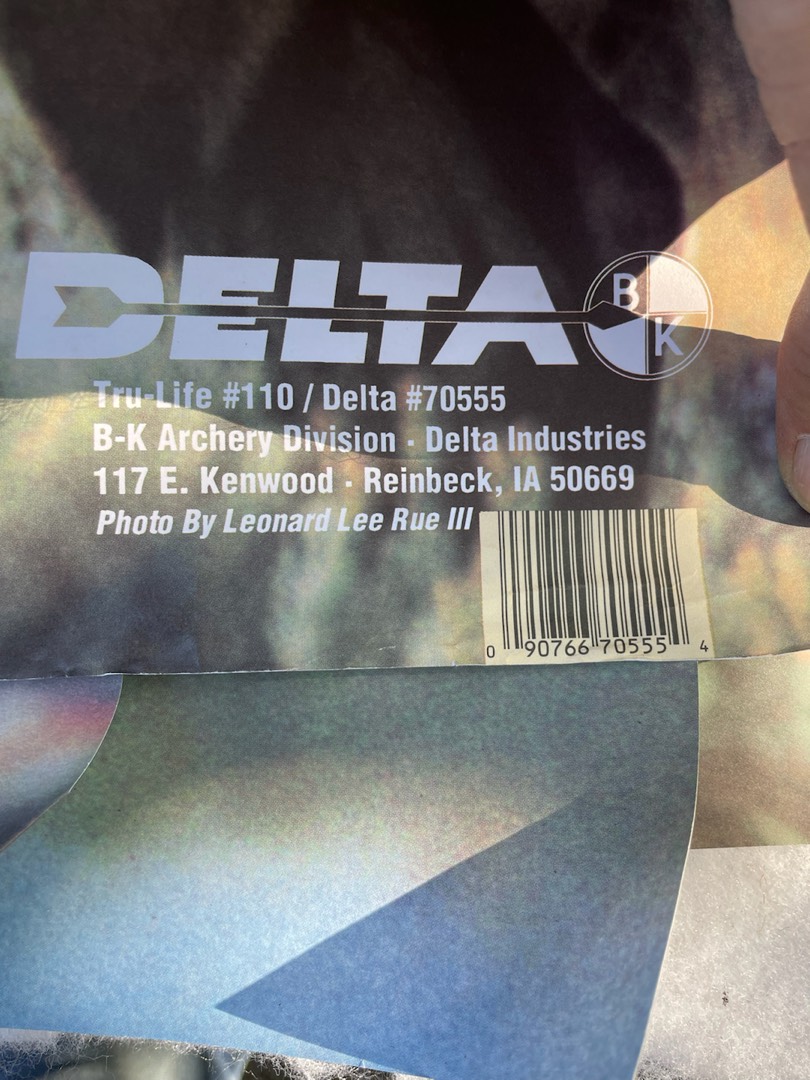 DELTA
B
K
Tru-Life #110 / Delta #70555
B-K Archery Division · Delta Industries
117 E. Kenwood · Reinbeck, IA 50669
Photo By Leonard Lee Rue III
0 90766 70555 4